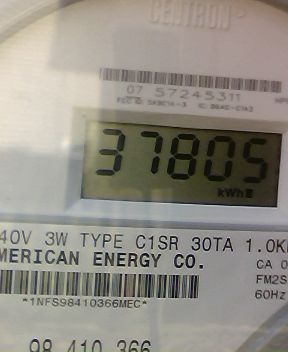 CENTRON
07 57245311
37805
kWh
40V 3W TYPE C1SR 30TA 1.0K
MERICAN ENERGY CO.
CA 0
FM2S
*1NFS98410366MEC*
60Hz
98 410 366